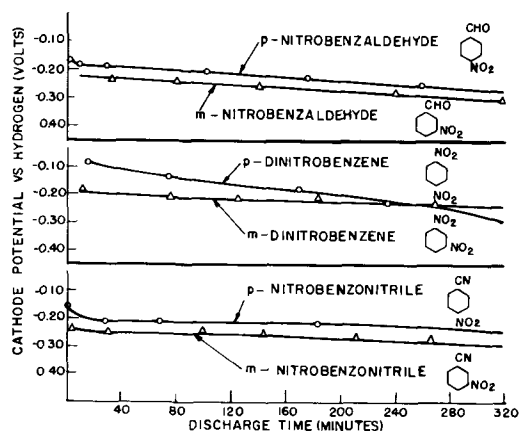 CATHODE POTENTIAL VS HYDROGEN (VOLTS)
-0.10
-0.20
-0.30
0.40
p-NITROBENZALDEHYDE
CHO
NO2
m-NITROBENZALDEHYDE
CHO
NO2
-0.10
-0.20
-0.30
-0.40
p-DINITROBENZENE
NO2
NO2
m-DINITROBENZENE
NO2
NO2
-0.10
-0.20
-0.30
0 40
p-NITROBENZONITRILE
CN
NO2
m-NITROBENZONITRILE
CN
NO2
40 80 120 160 200 240 280 320
DISCHARGE TIME (MINUTES)